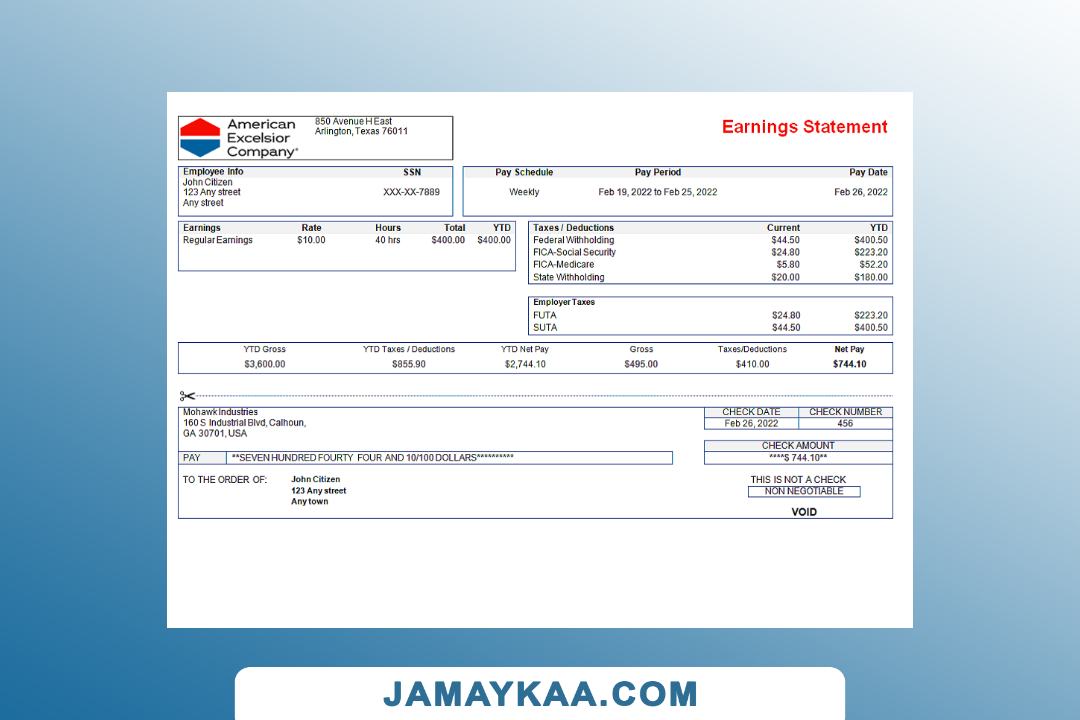 American
Excelsior
Company®
850 Avenue H East
Arlington, Texas 76011
Earnings Statement
Employee Info SSN
John Citizen
123 Any street XXX-XX-7889
Any street
Pay Schedule Pay Period Pay Date
Weekly Feb 19, 2022 to Feb 25, 2022 Feb 26, 2022
Earnings Rate Hours Total YTD
Regular Earnings $10.00 40 hrs $400.00 $400.00
Taxes / Deductions Current YTD
Federal Withholding $44.50 $400.50
FICA-Social Security $24.80 $223.20
FICA-Medicare $5.80 $52.20
State Withholding $20.00 $180.00
Employer Taxes
FUTA $24.80 $223.20
SUTA $44.50 $400.50
YTD Gross YTD Taxes / Deductions YTD Net Pay Gross Taxes/Deductions Net Pay
$3,600.00 $855.90 $2,744.10 $495.00 $410.00 $744.10
Mohawk Industries
160 S Industrial Blvd, Calhoun,
GA 30701, USA
CHECK DATE CHECK NUMBER
Feb 26, 2022 456
CHECK AMOUNT
****$ 744.10**
PAY **SEVEN HUNDRED FOURTY FOUR AND 10/100 DOLLARS**********
TO THE ORDER OF: John Citizen
123 Any street
Any town
THIS IS NOT A CHECK
NON NEGOTIABLE
VOID
JAMAYKAA.COM